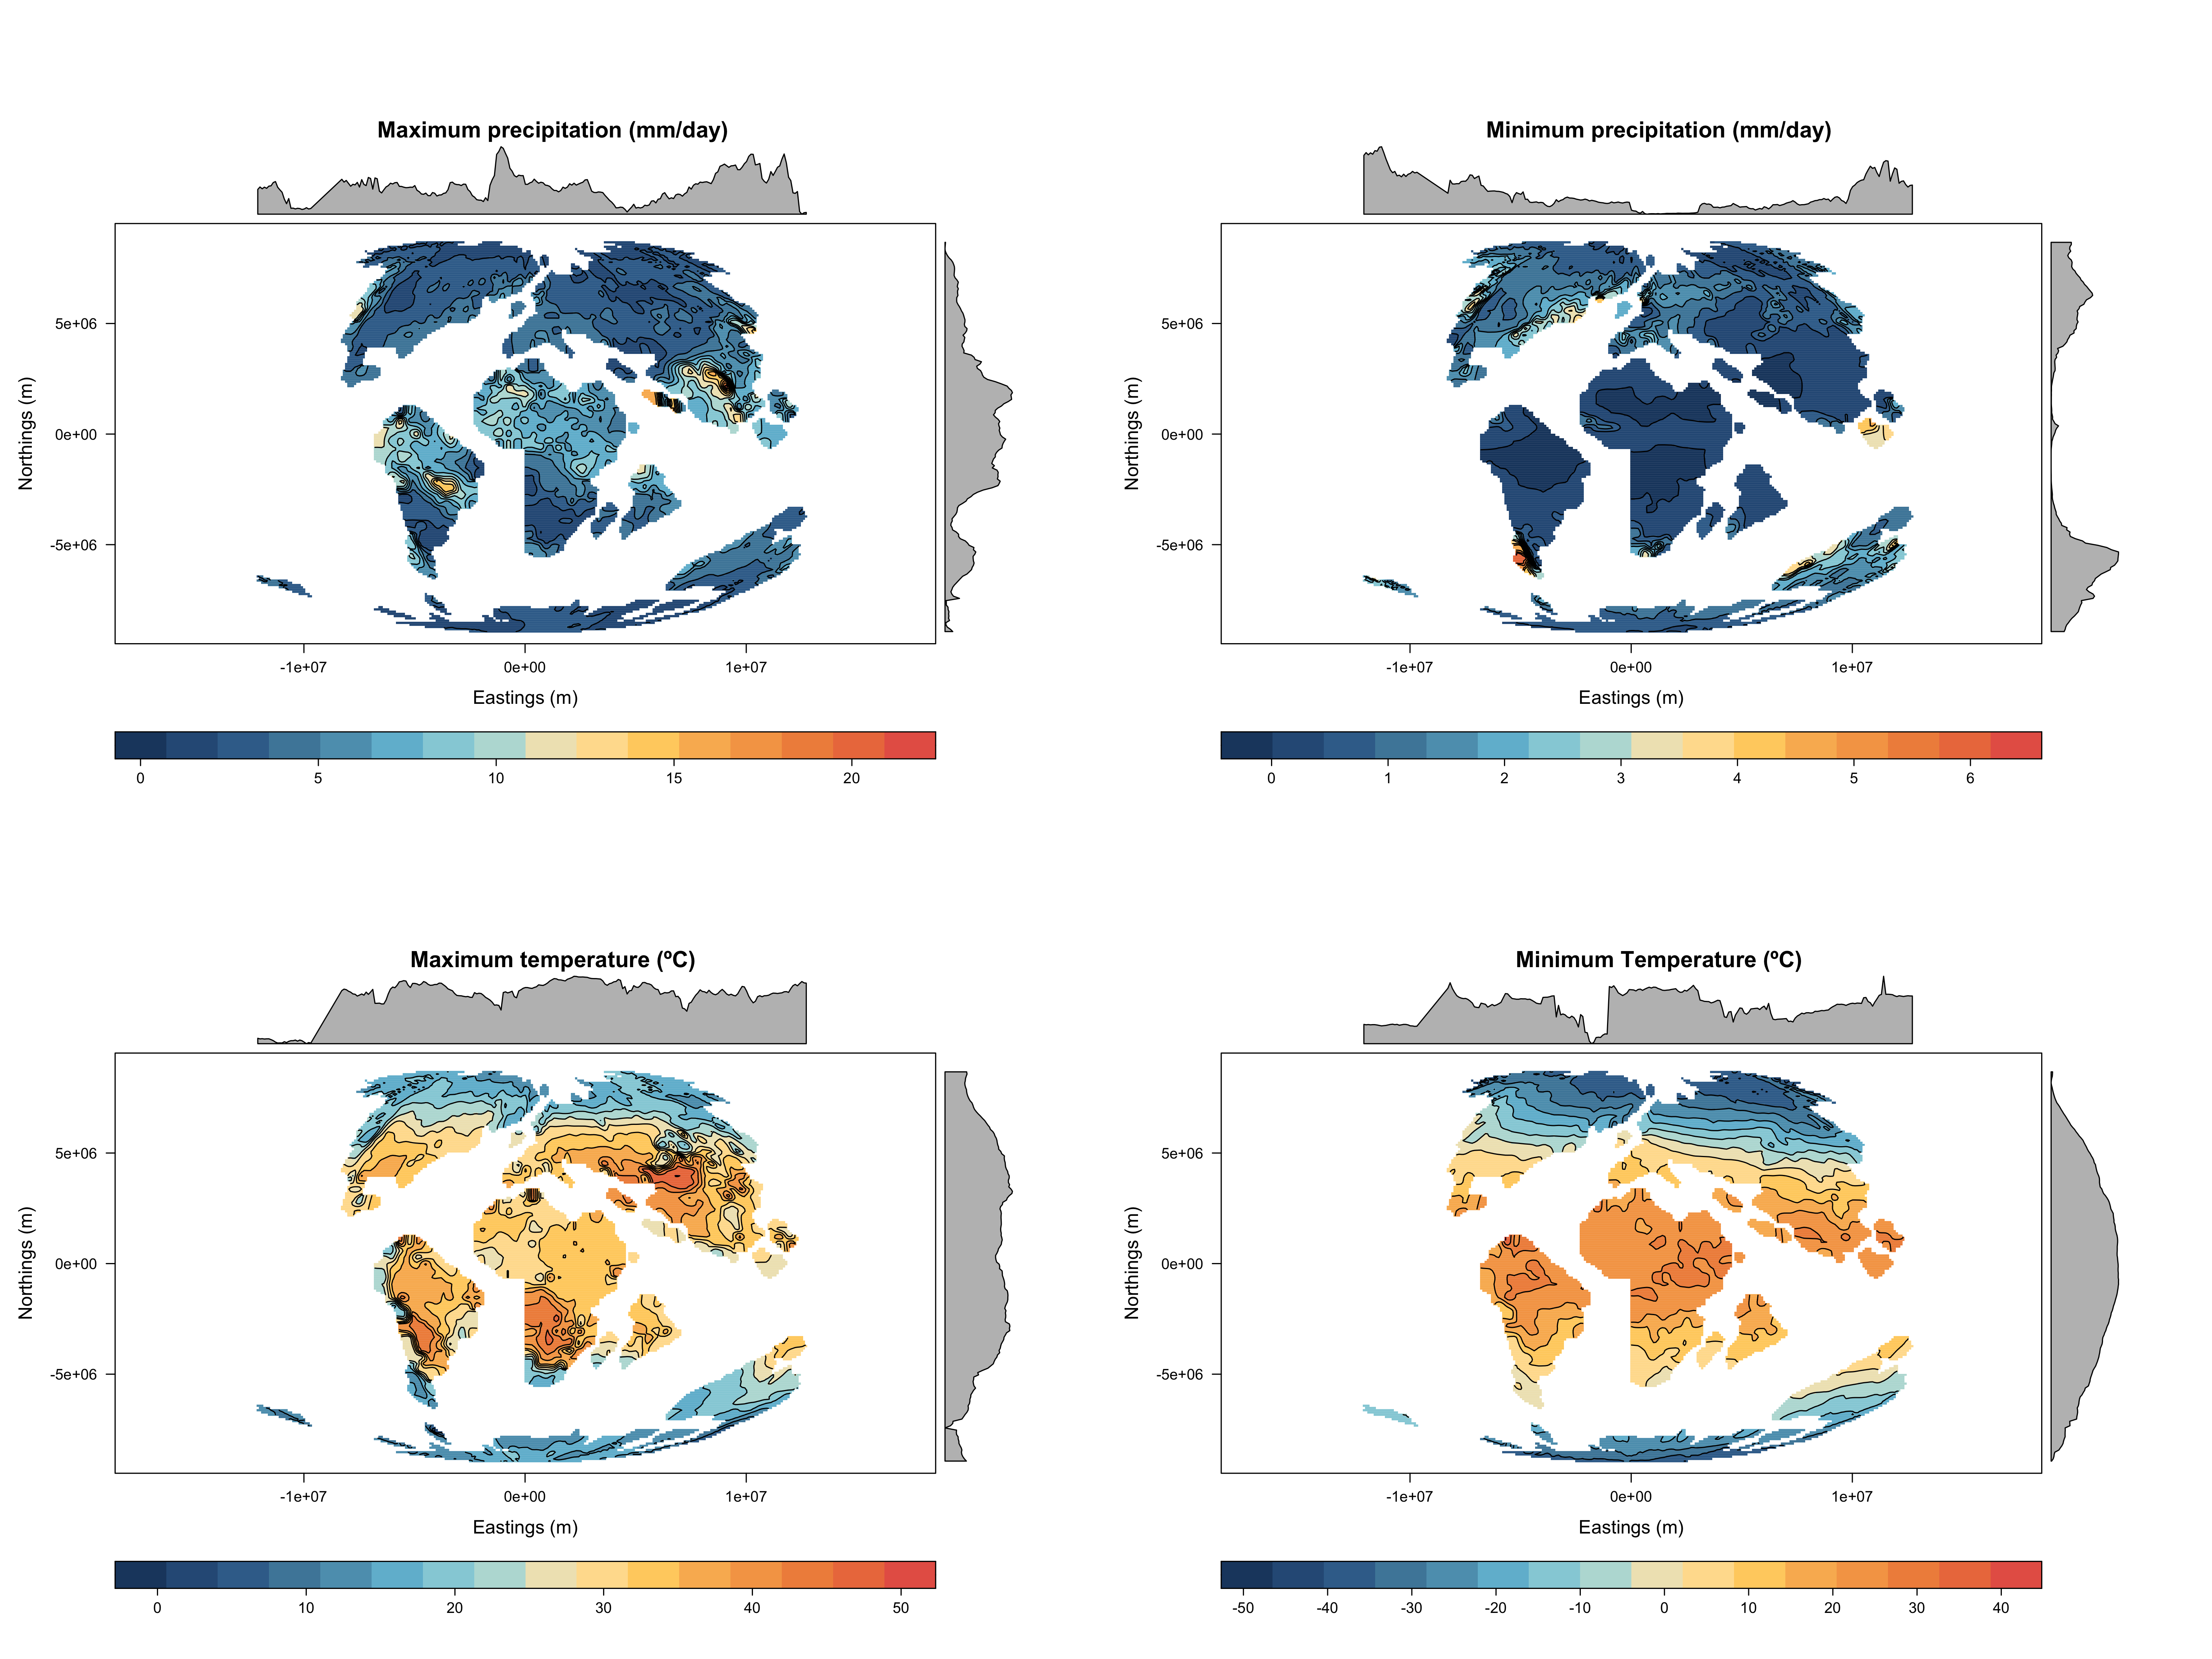 Maximum precipitation (mm/day)
Northings (m)
5e+06
0e+00
-5e+06
-1e+07 0e+00 1e+07
Eastings (m)
0 5 10 15 20
Minimum precipitation (mm/day)
Northings (m)
5e+06
0e+00
-5e+06
-1e+07 0e+00 1e+07
Eastings (m)
0 1 2 3 4 5 6
Maximum temperature (ºC)
Northings (m)
5e+06
0e+00
-5e+06
-1e+07 0e+00 1e+07
Eastings (m)
0 10 20 30 40 50
Minimum Temperature (ºC)
Northings (m)
5e+06
0e+00
-5e+06
-1e+07 0e+00 1e+07
Eastings (m)
-50 -40 -30 -20 -10 0 10 20 30 40